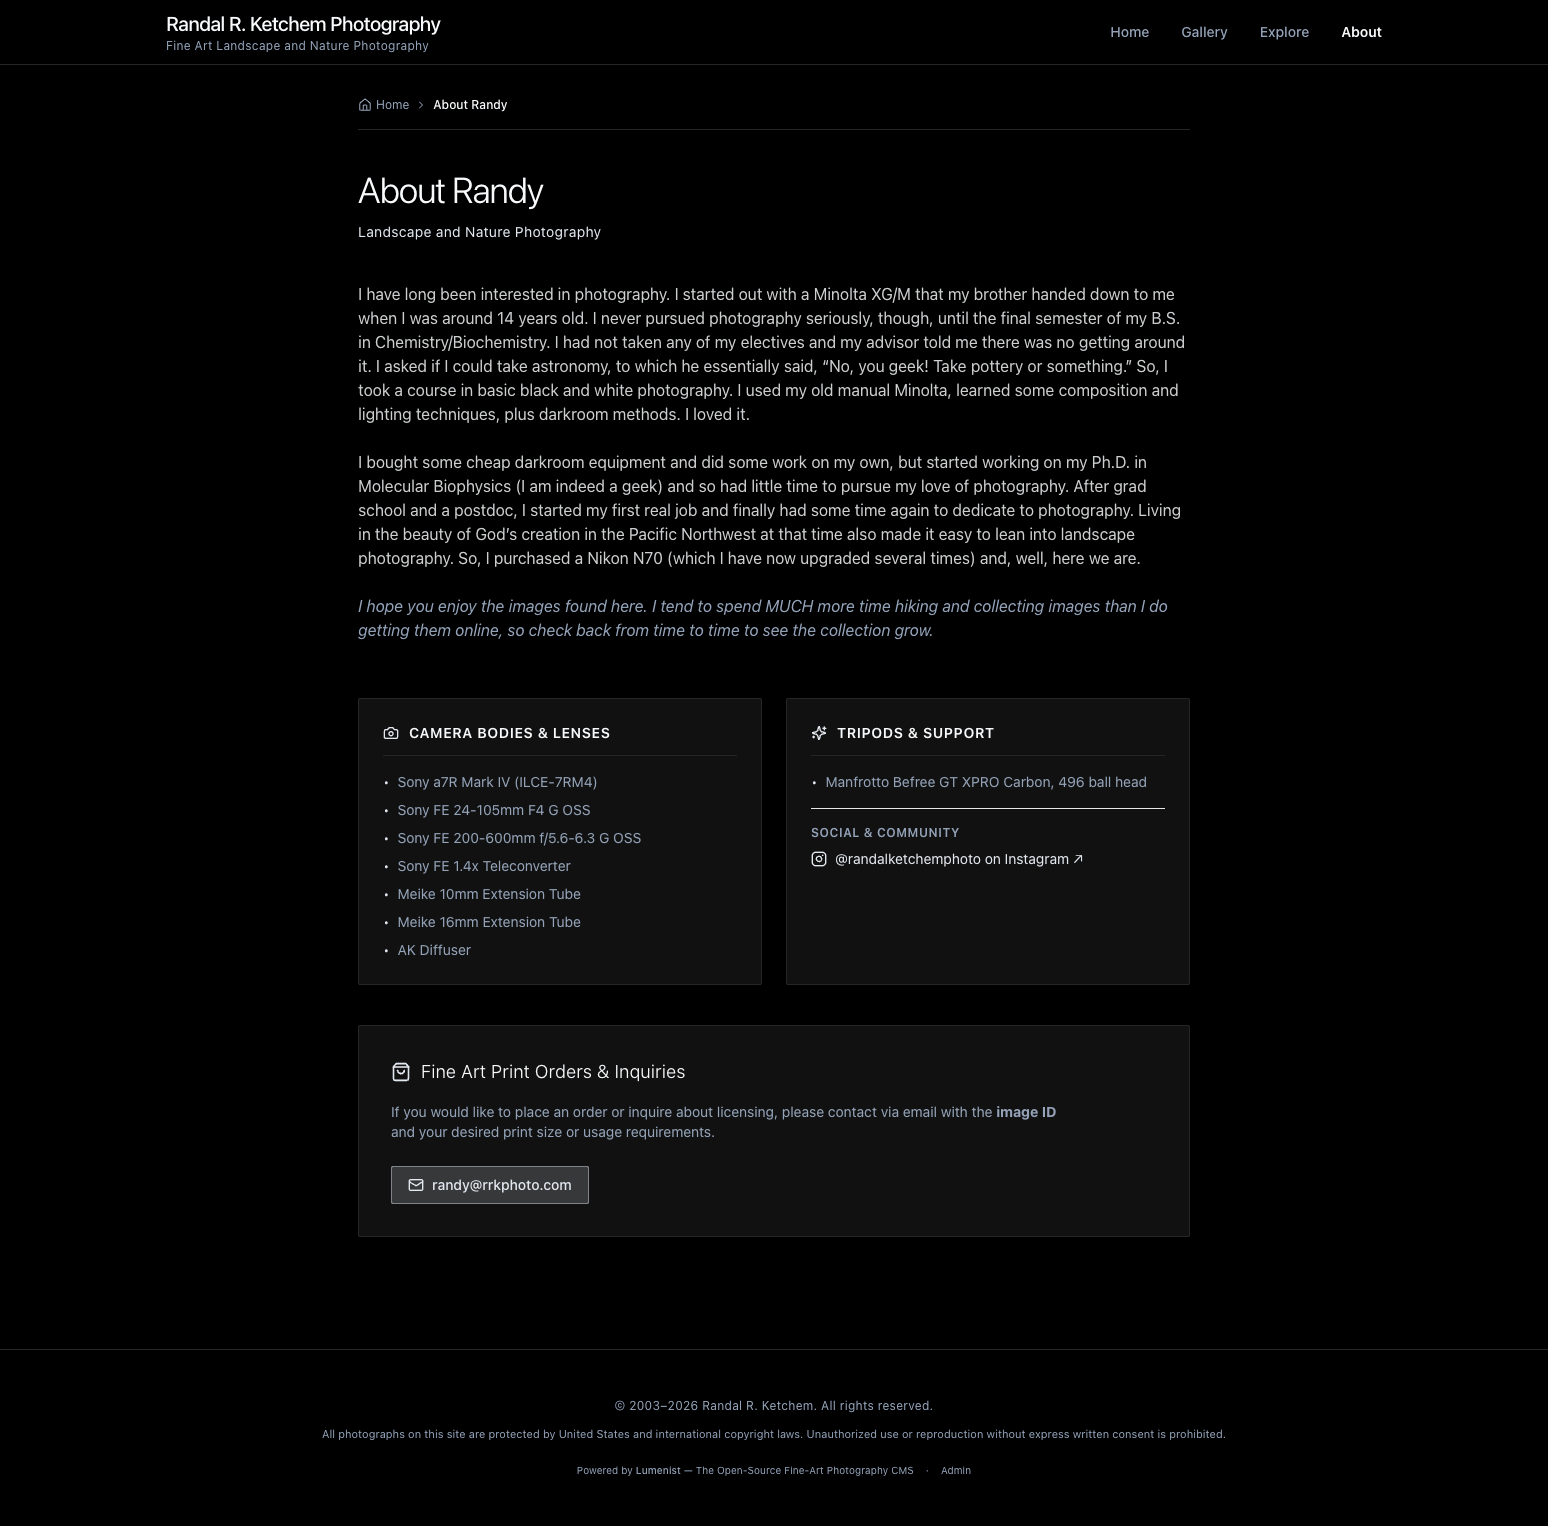 Randal R. Ketchem Photography
Fine Art Landscape and Nature Photography
Home
Gallery
Explore
About
Home
About Randy
About Randy
Landscape and Nature Photography
I have long been interested in photography. I started out with a Minolta XG/M that my brother handed down to me
when I was around 14 years old. I never pursued photography seriously, though, until the final semester of my B.S.
in Chemistry/Biochemistry. I had not taken any of my electives and my advisor told me there was no getting around
it. I asked if I could take astronomy, to which he essentially said, “No, you geek! Take pottery or something.” So, I
took a course in basic black and white photography. I used my old manual Minolta, learned some composition and
lighting techniques, plus darkroom methods. I loved it.
I bought some cheap darkroom equipment and did some work on my own, but started working on my Ph.D. in
Molecular Biophysics (I am indeed a geek) and so had little time to pursue my love of photography. After grad
school and a postdoc, I started my first real job and finally had some time again to dedicate to photography. Living
in the beauty of God’s creation in the Pacific Northwest at that time also made it easy to lean into landscape
photography. So, I purchased a Nikon N70 (which I have now upgraded several times) and, well, here we are.
I hope you enjoy the images found here. I tend to spend MUCH more time hiking and collecting images than I do
getting them online, so check back from time to time to see the collection grow.
CAMERA BODIES & LENSES
• Sony a7R Mark IV (ILCE-7RM4)
• Sony FE 24-105mm F4 G OSS
• Sony FE 200-600mm f/5.6-6.3 G OSS
• Sony FE 1.4x Teleconverter
• Meike 10mm Extension Tube
• Meike 16mm Extension Tube
• AK Diffuser
TRIPODS & SUPPORT
• Manfrotto Befree GT XPRO Carbon, 496 ball head
SOCIAL & COMMUNITY
@randalketchemphoto on Instagram ↗
Fine Art Print Orders & Inquiries
If you would like to place an order or inquire about licensing, please contact via email with the image ID
and your desired print size or usage requirements.
randy@rrkphoto.com
© 2003–2026 Randal R. Ketchem. All rights reserved.
All photographs on this site are protected by United States and international copyright laws. Unauthorized use or reproduction without express written consent is prohibited.
Powered by Lumenist — The Open-Source Fine-Art Photography CMS · Admin